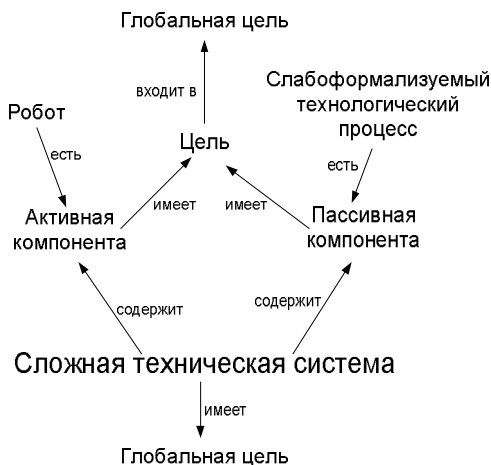 Глобальная цель
входит в
Слабоформализуемый
технологический
процесс
Робот
есть
Цель
есть
Активная
компонента
имеет
имеет
Пассивная
компонента
содержит
содержит
Сложная техническая система
имеет
Глобальная цель